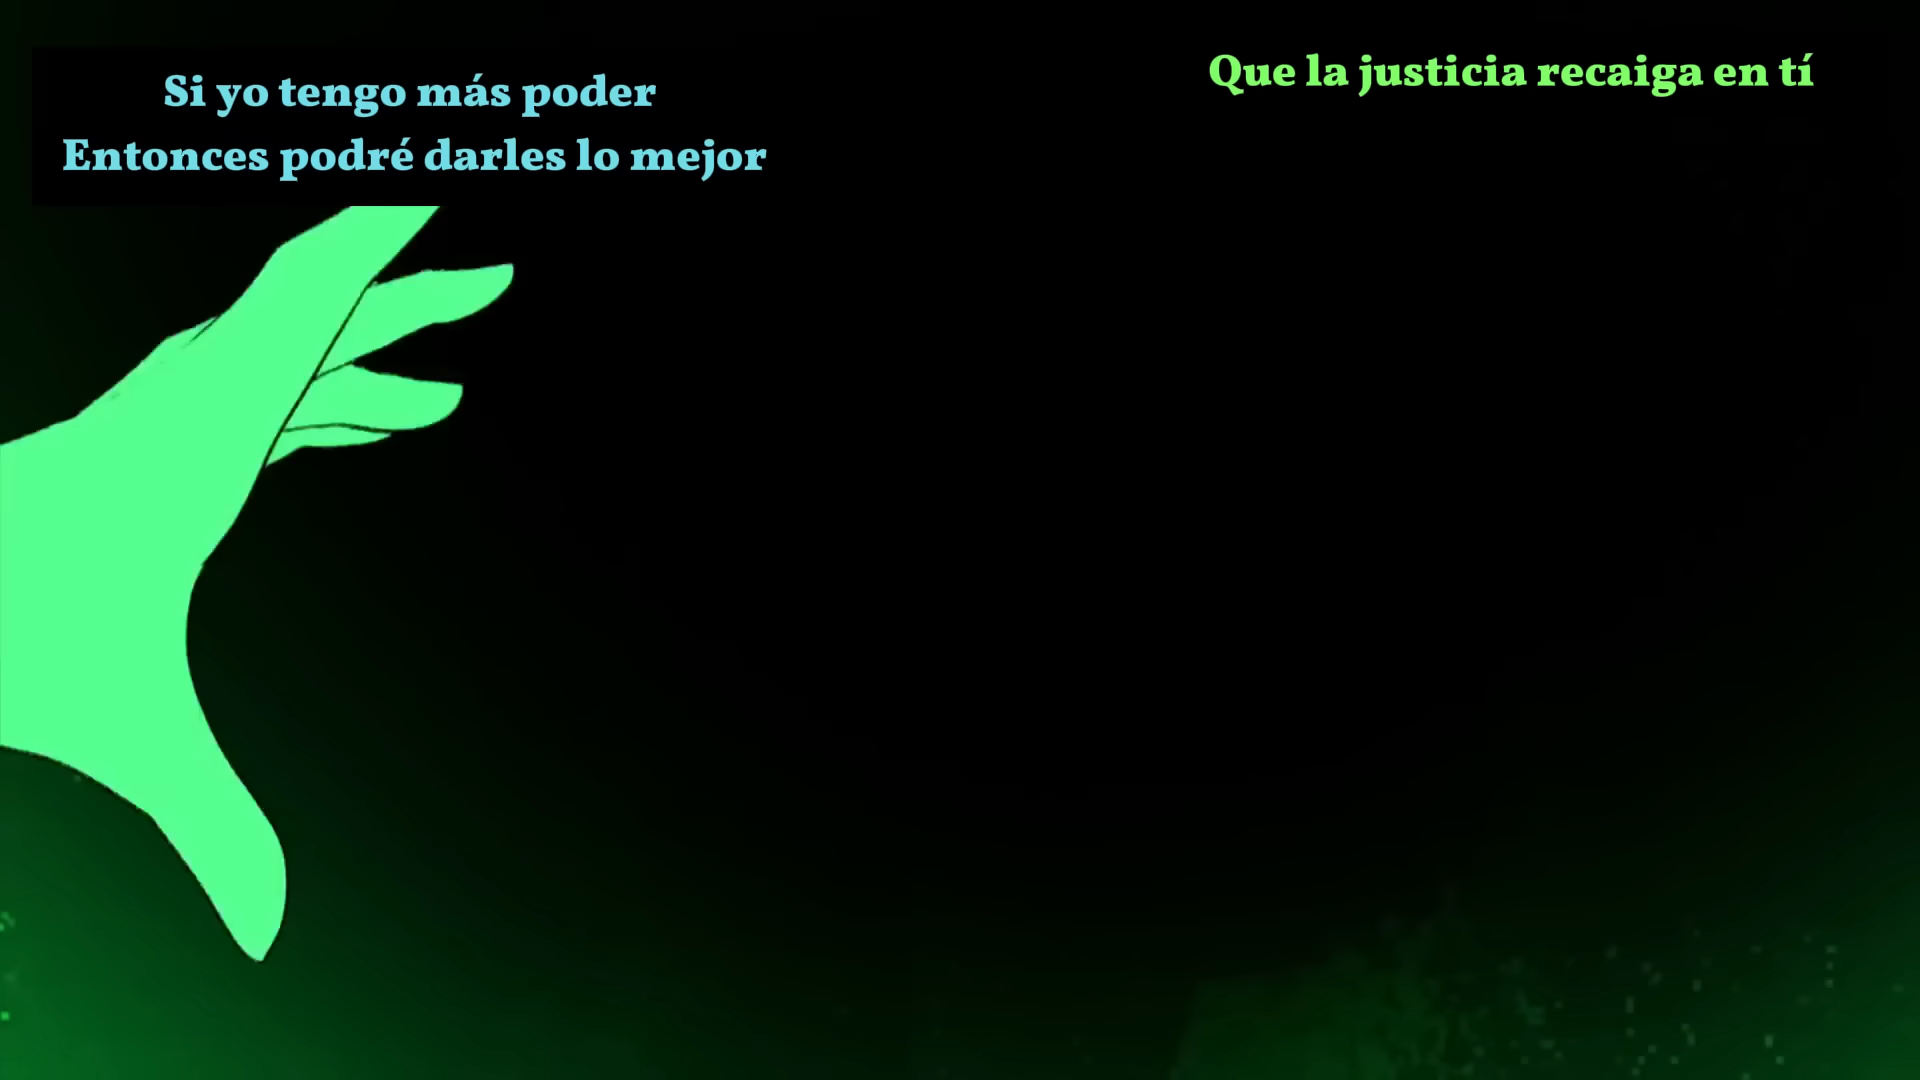 Si yo tengo más poder
Entonces podré darles lo mejor
Que la justicia recaiga en tí